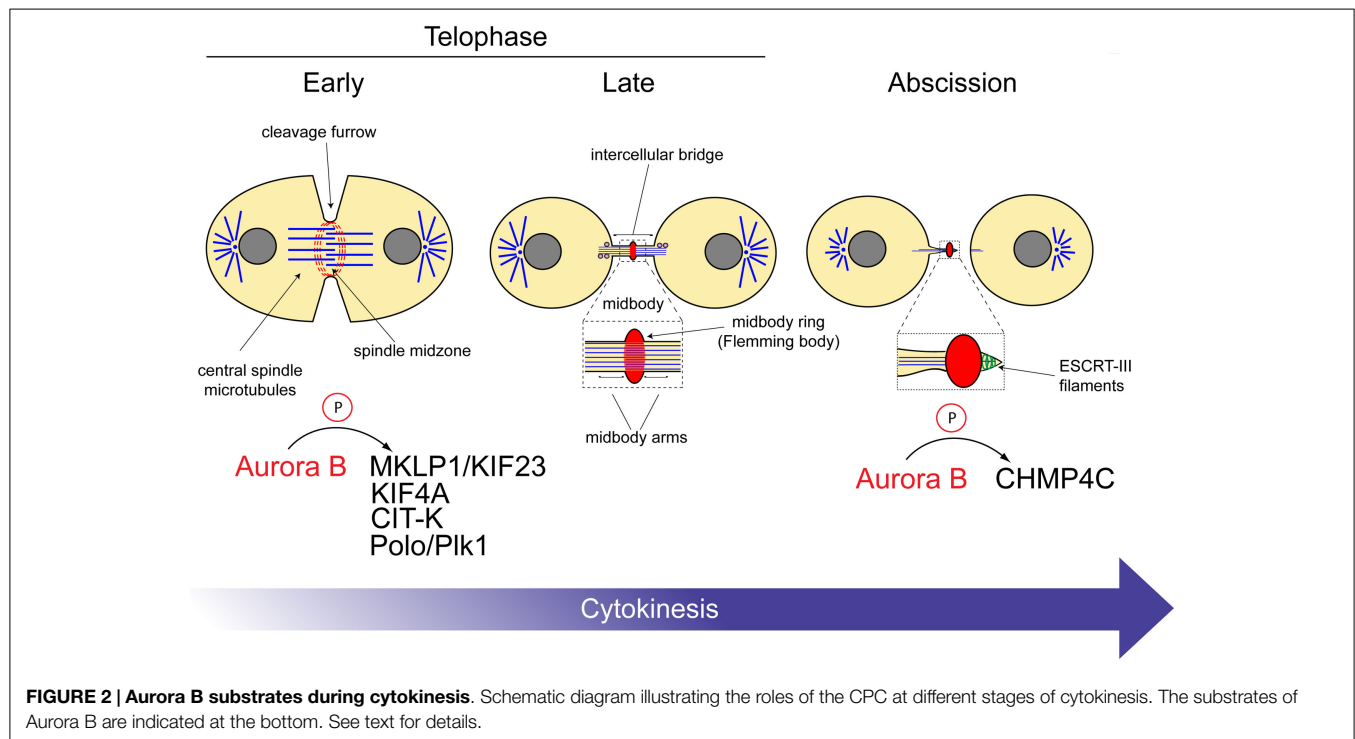 Telophase
Early
Late
Abscission
cleavage furrow
intercellular bridge
central spindle
microtubules
spindle midzone
midbody
midbody ring
(Flemming body)
midbody arms
ESCRT-III
filaments
P
Aurora B
MKLP1/KIF23
KIF4A
CIT-K
Polo/Plk1
P
Aurora B
CHMP4C
Cytokinesis
FIGURE 2 | Aurora B substrates during cytokinesis. Schematic diagram illustrating the roles of the CPC at different stages of cytokinesis. The substrates of
Aurora B are indicated at the bottom. See text for details.